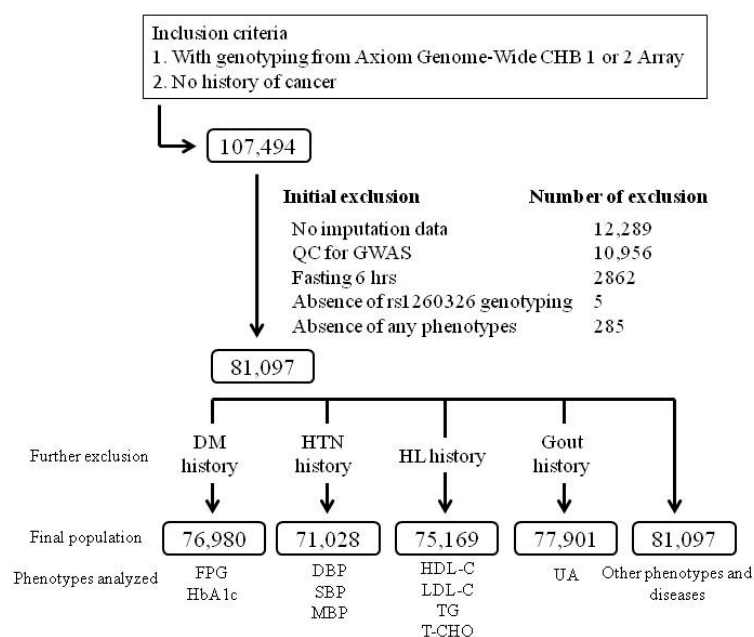 Inclusion criteria
1. With genotyping from Axiom Genome-Wide CHB 1 or 2 Array
2. No history of cancer
107,494
Initial exclusion Number of exclusion
No imputation data 12,289
QC for GWAS 10,956
Fasting 6 hrs 2862
Absence of rs1260326 genotyping 5
Absence of any phenotypes 285
81,097
Further exclusion DM history HTN history HL history Gout history
Final population 76,980 71,028 75,169 77,901 81,097
Phenotypes analyzed FPG DBP HDL-C UA Other phenotypes and diseases
HbA1c SBP LDL-C
MBP TG
T-CHO